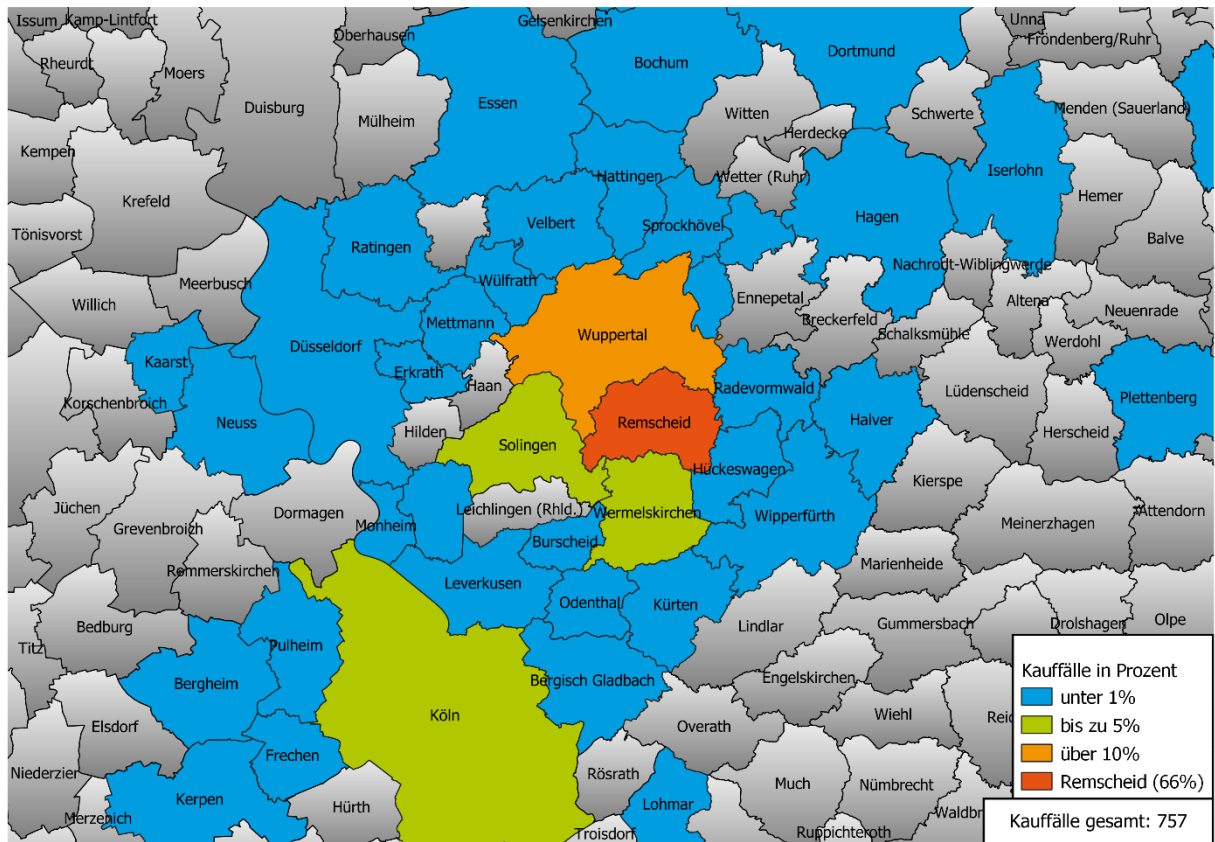 Issum
Kamp-Lintfort
Oberhausen
Gelsenkirchen
Unna
Fröndenberg/Ruhr
Rheurdt
Moers
Bochum
Dortmund
Duisburg
Essen
Mülheim
Witten
Schwerte
Menden (Sauerland)
Herdecke
Kempen
Hattingen
Wetter (Ruhr)
Iserlohn
Krefeld
Hemer
Tönisvorst
Ratingen
Velbert
Sprockhövel
Hagen
Balve
Meerbusch
Wülfrath
Nachrodt-Wiblingwerde
Willich
Ennepetal
Altena
Neuenrade
Mettmann
Breckerfeld
Wuppertal
Schalksmühle
Werdohl
Düsseldorf
Kaarst
Erkrath
Haan
Radevormwald
Lüdenscheid
Plettenberg
Korschenbroich
Neuss
Remscheid
Halver
Hilden
Solingen
Herscheid
Hückeswagen
Kierspe
Jüchen
Dormagen
Leichlingen (Rhld.)
Wermelskirchen
Wipperfürth
Meinerzhagen
Attendorn
Grevenbroich
Monheim
Burscheid
Rommerskirchen
Marienheide
Leverkusen
Odenthal
Kürten
Bedburg
Lindlar
Gummersbach
Drolshagen
Olpe
Titz
Pulheim
Bergheim
Bergisch Gladbach
Engelskirchen
Köln
Wiehl
Elsdorf
Overath
Frechen
Niederzier
Rösrath
Much
Nümbrecht
Kerpen
Hürth
Lohmar
Merzenich
Troisdorf
Ruppichteroth
Waldbr
Reic
Kauffälle in Prozent
unter 1%
bis zu 5%
über 10%
Remscheid (66%)
Kauffälle gesamt: 757